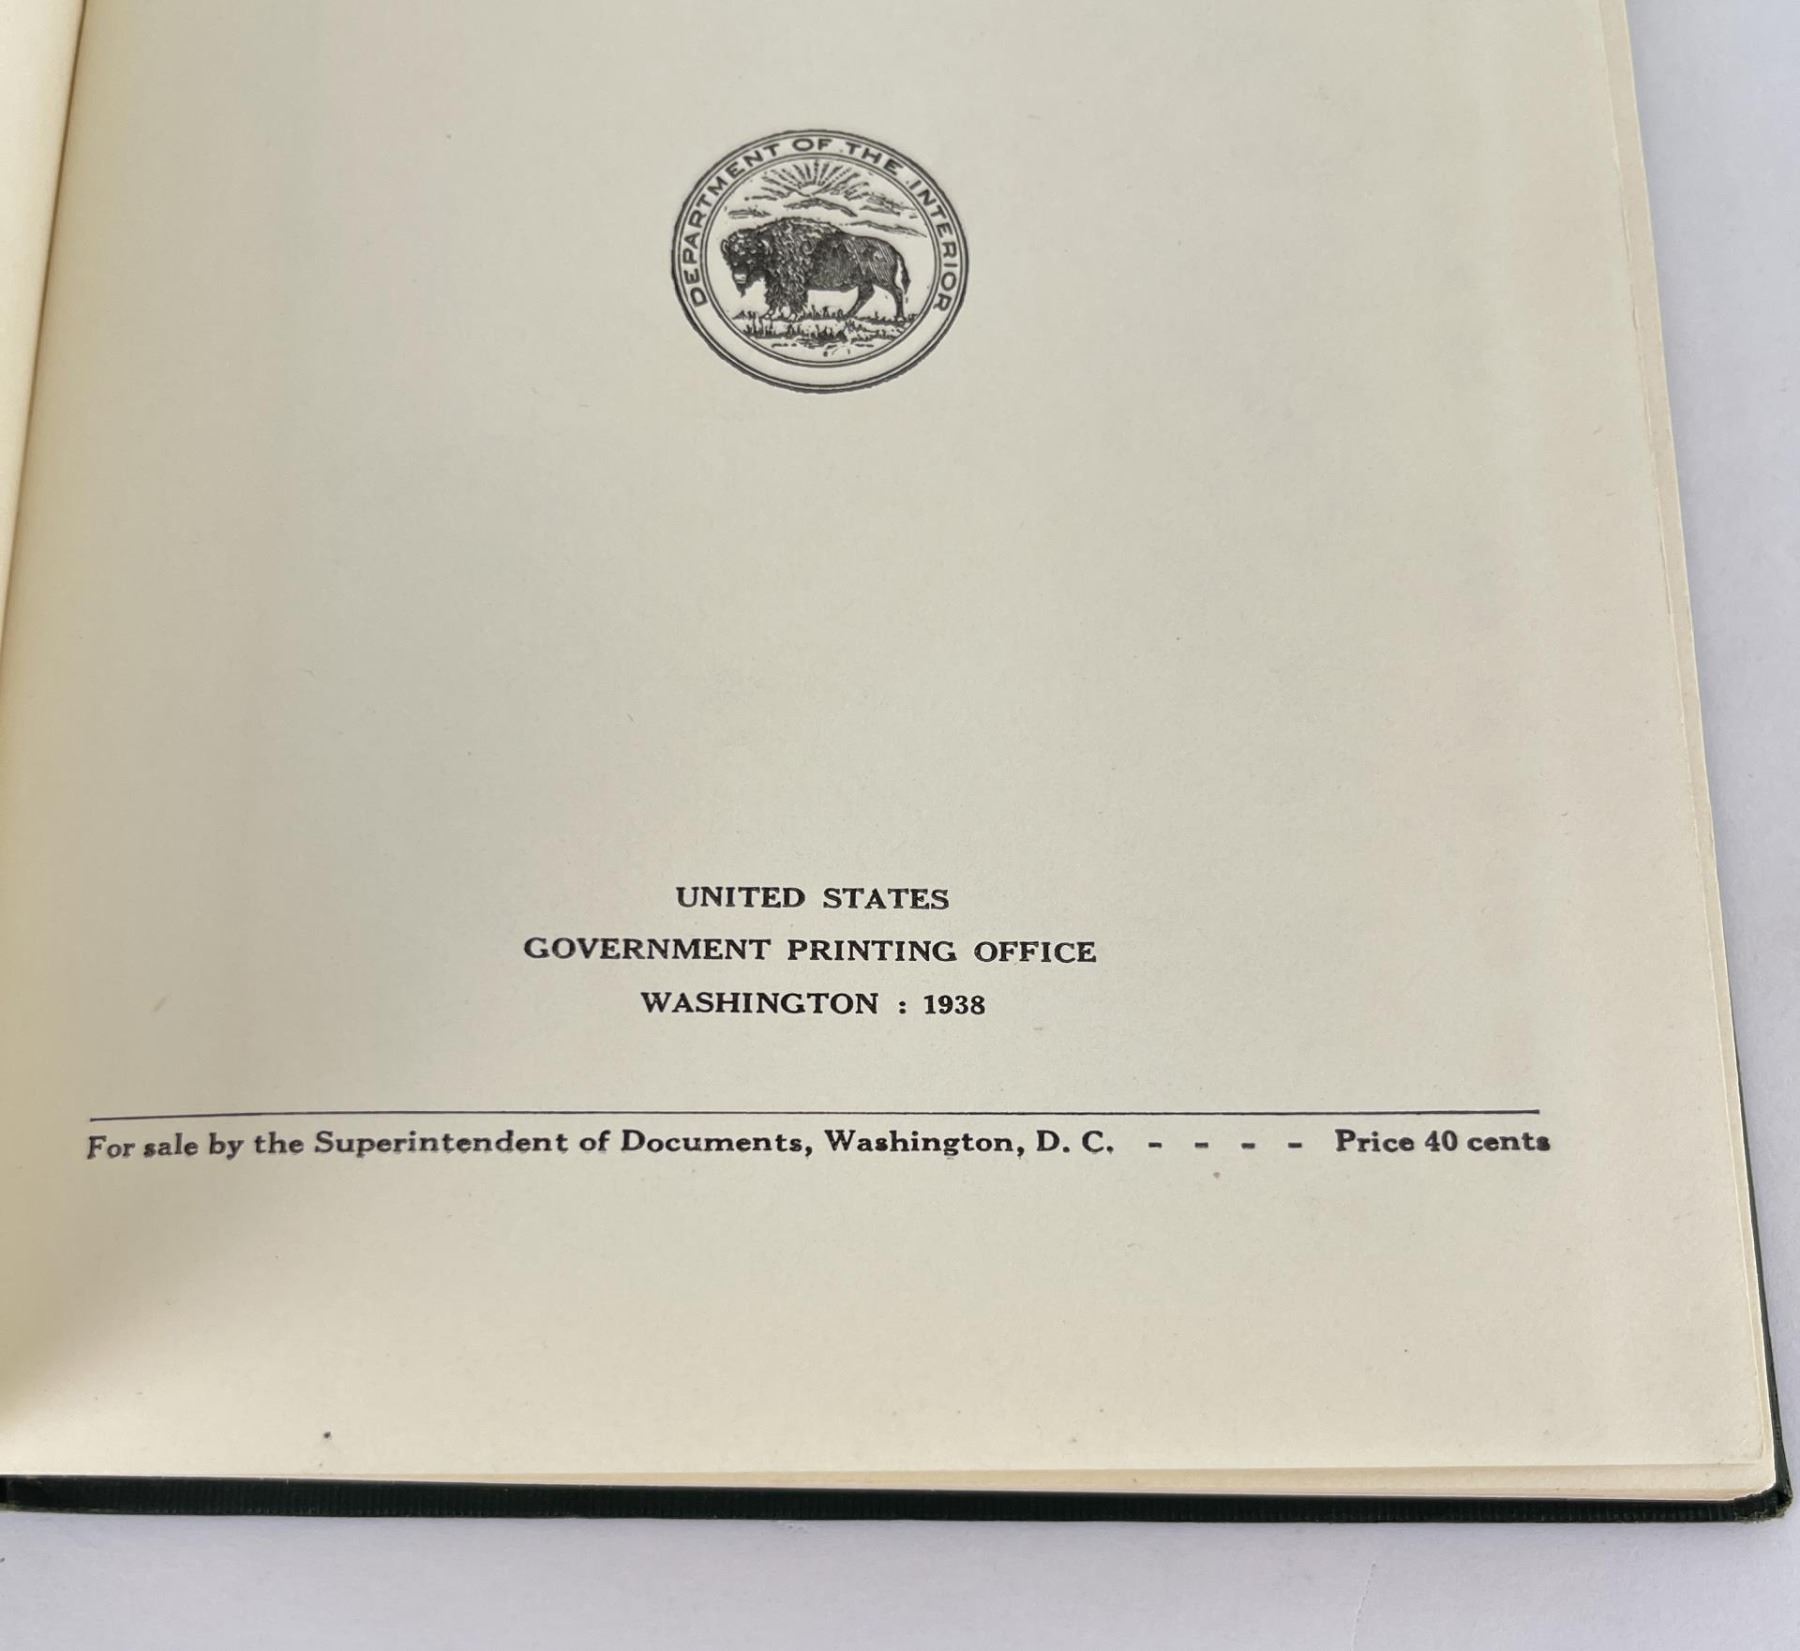 DEPARTMENT OF THE INTERIOR
UNITED STATES
GOVERNMENT PRINTING OFFICE
WASHINGTON : 1938
For sale by the Superintendent of Documents, Washington, D. C. - - - - Price 40 cents